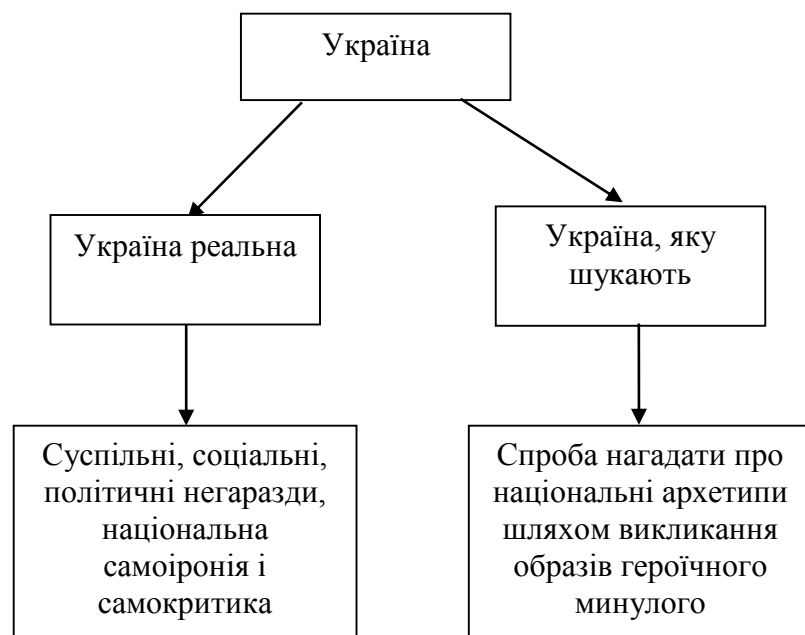 Україна
Україна реальна
Україна, яку
шукають
Суспільні, соціальні,
політичні негаразди,
національна
самоіронія і
самокритика
Спроба нагадати про
національні архетипи
шляхом викликання
образів героїчного
минулого